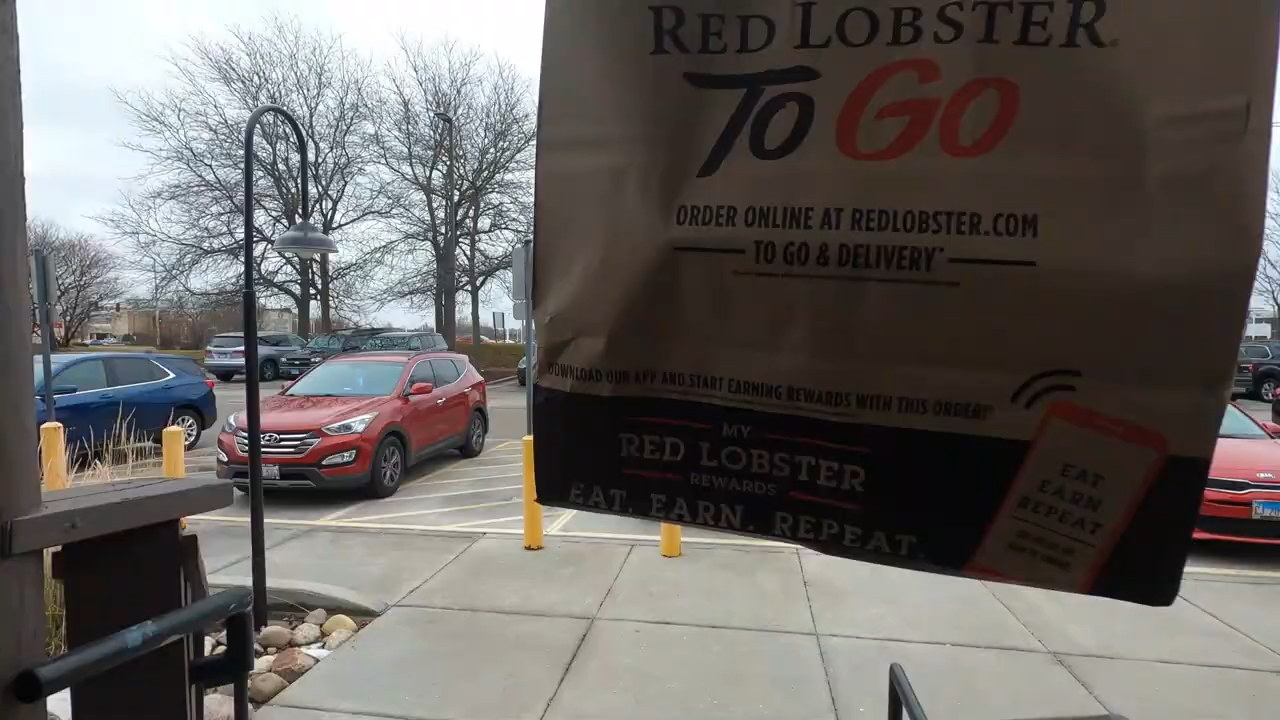 RED LOBSTER
TO GO
ORDER ONLINE AT REDLOBSTER.COM
TO GO & DELIVERY*
DOWNLOAD OUR APP AND START EARNING REWARDS WITH THIS ORDER!*
MY
RED LOBSTER
REWARDS
EAT. EARN. REPEAT.
EAT
EARN
REPEAT